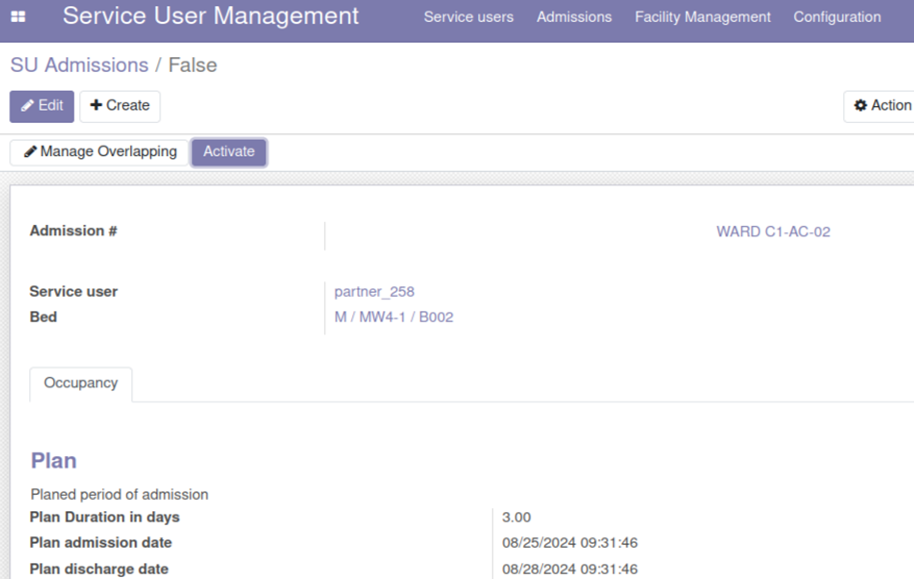 Service User Management Service users Admissions Facility Management Configuration
SU Admissions / False
Edit Create Action
Manage Overlapping Activate
Admission # WARD C1-AC-02
Service user partner_258
Bed M / MW4-1 / B002
Occupancy
Plan
Planed period of admission
Plan Duration in days 3.00
Plan admission date 08/25/2024 09:31:46
Plan discharge date 08/28/2024 09:31:46